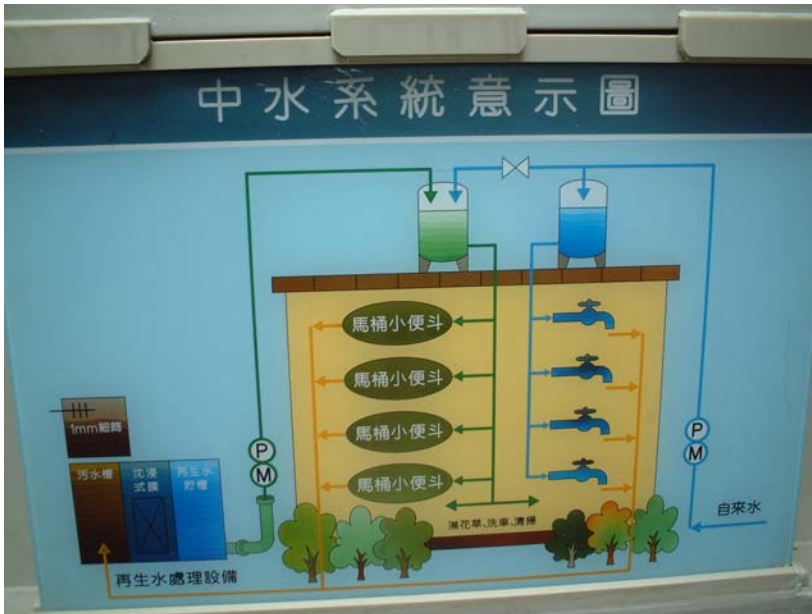 中水系統意示圖
馬桶小便斗
馬桶小便斗
馬桶小便斗
馬桶小便斗
P
M
P
M
1mm細篩
污水槽
沈浸式膜
再生水貯槽
澆花草、洗車、清掃
自來水
再生水處理設備